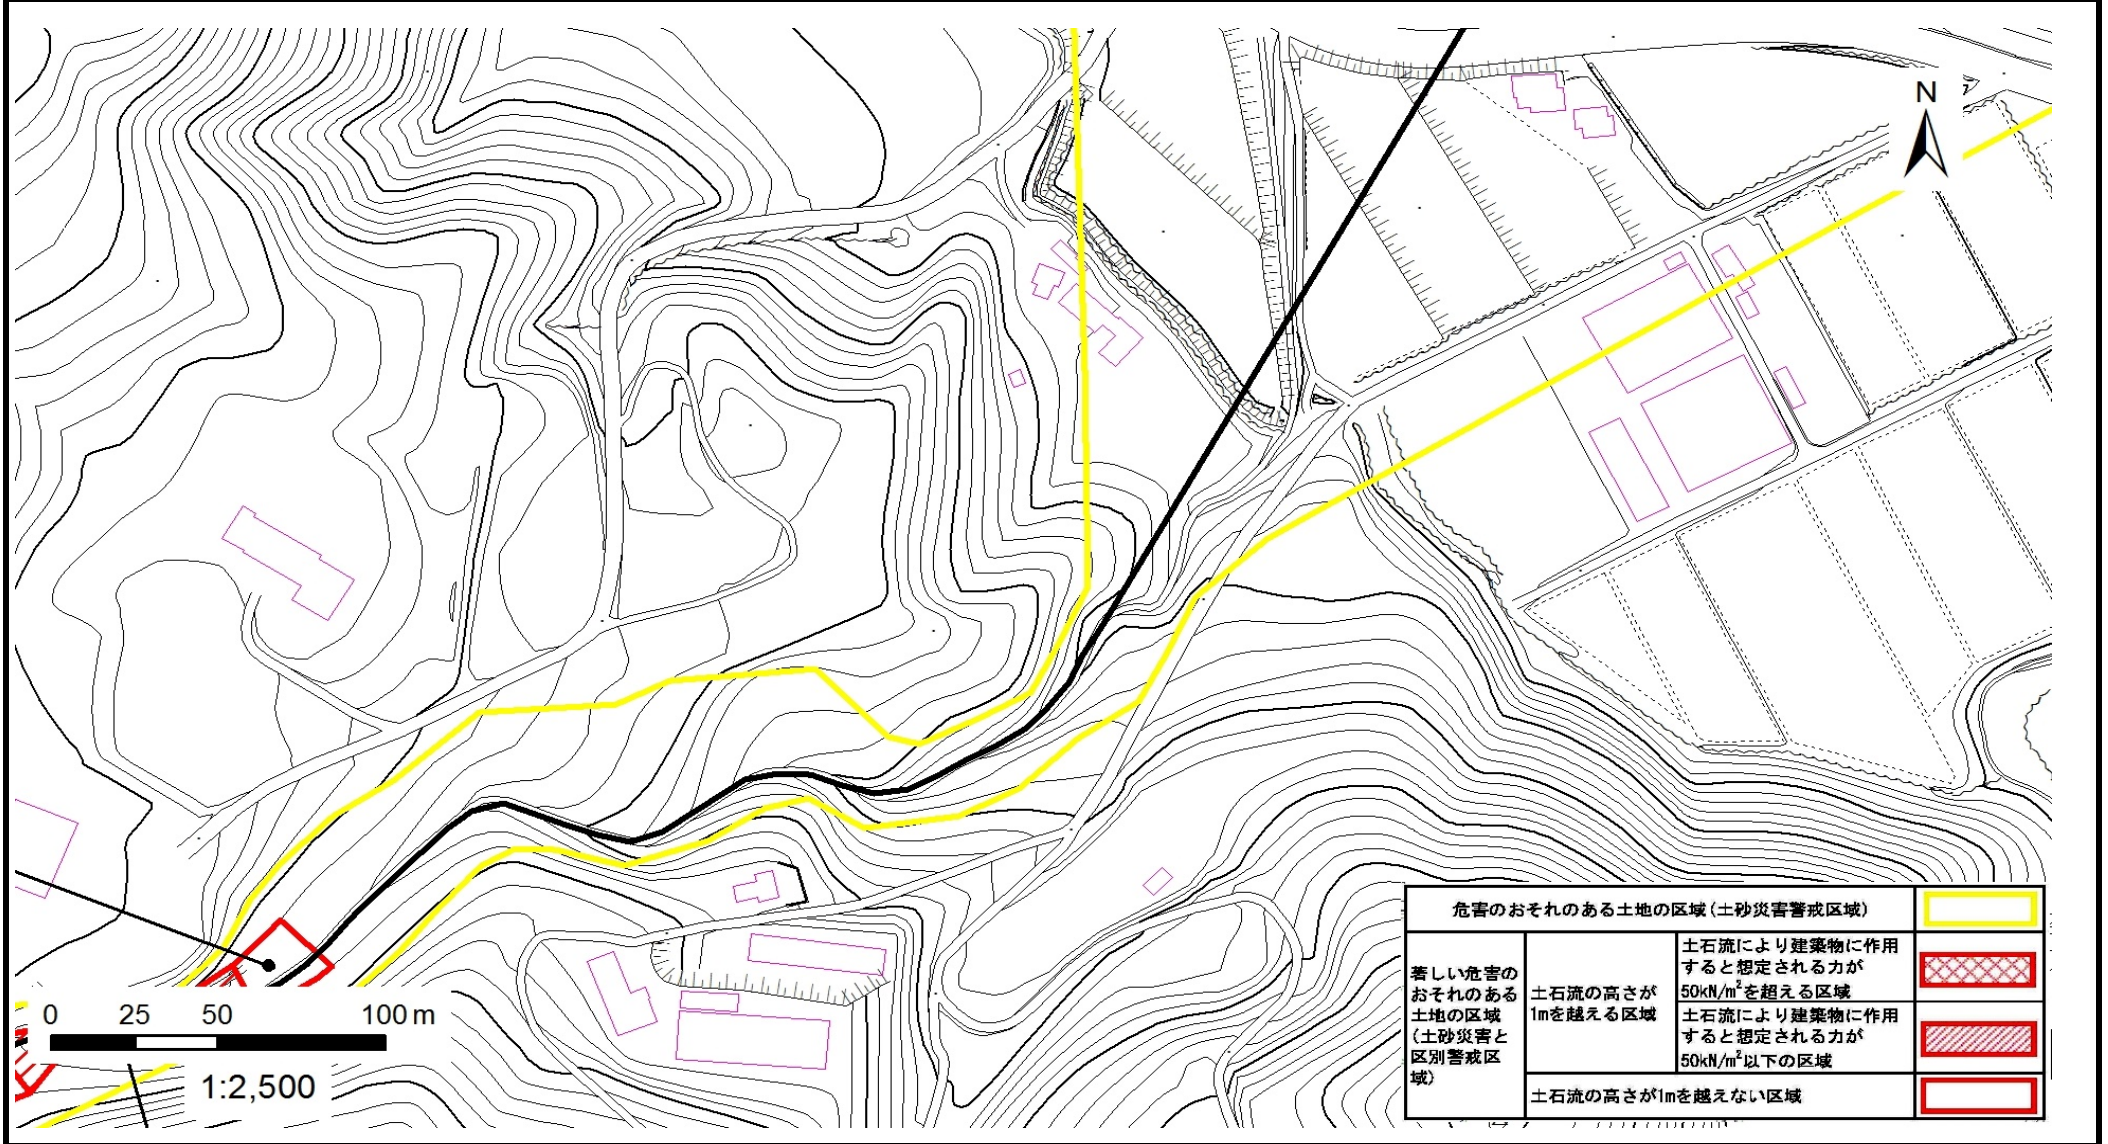 N
危害のおそれのある土地の区域(土砂災害警戒区域)
著しい危害の
おそれのある
土地の区域
(土砂災害と
区別警戒区
域)
土石流の高さが
1mを越える区域
土石流により建築物に作用
すると想定される力が
50kN/m²を超える区域
土石流により建築物に作用
すると想定される力が
50kN/m²以下の区域
土石流の高さが1mを越えない区域
0 25 50 100 m
1:2,500